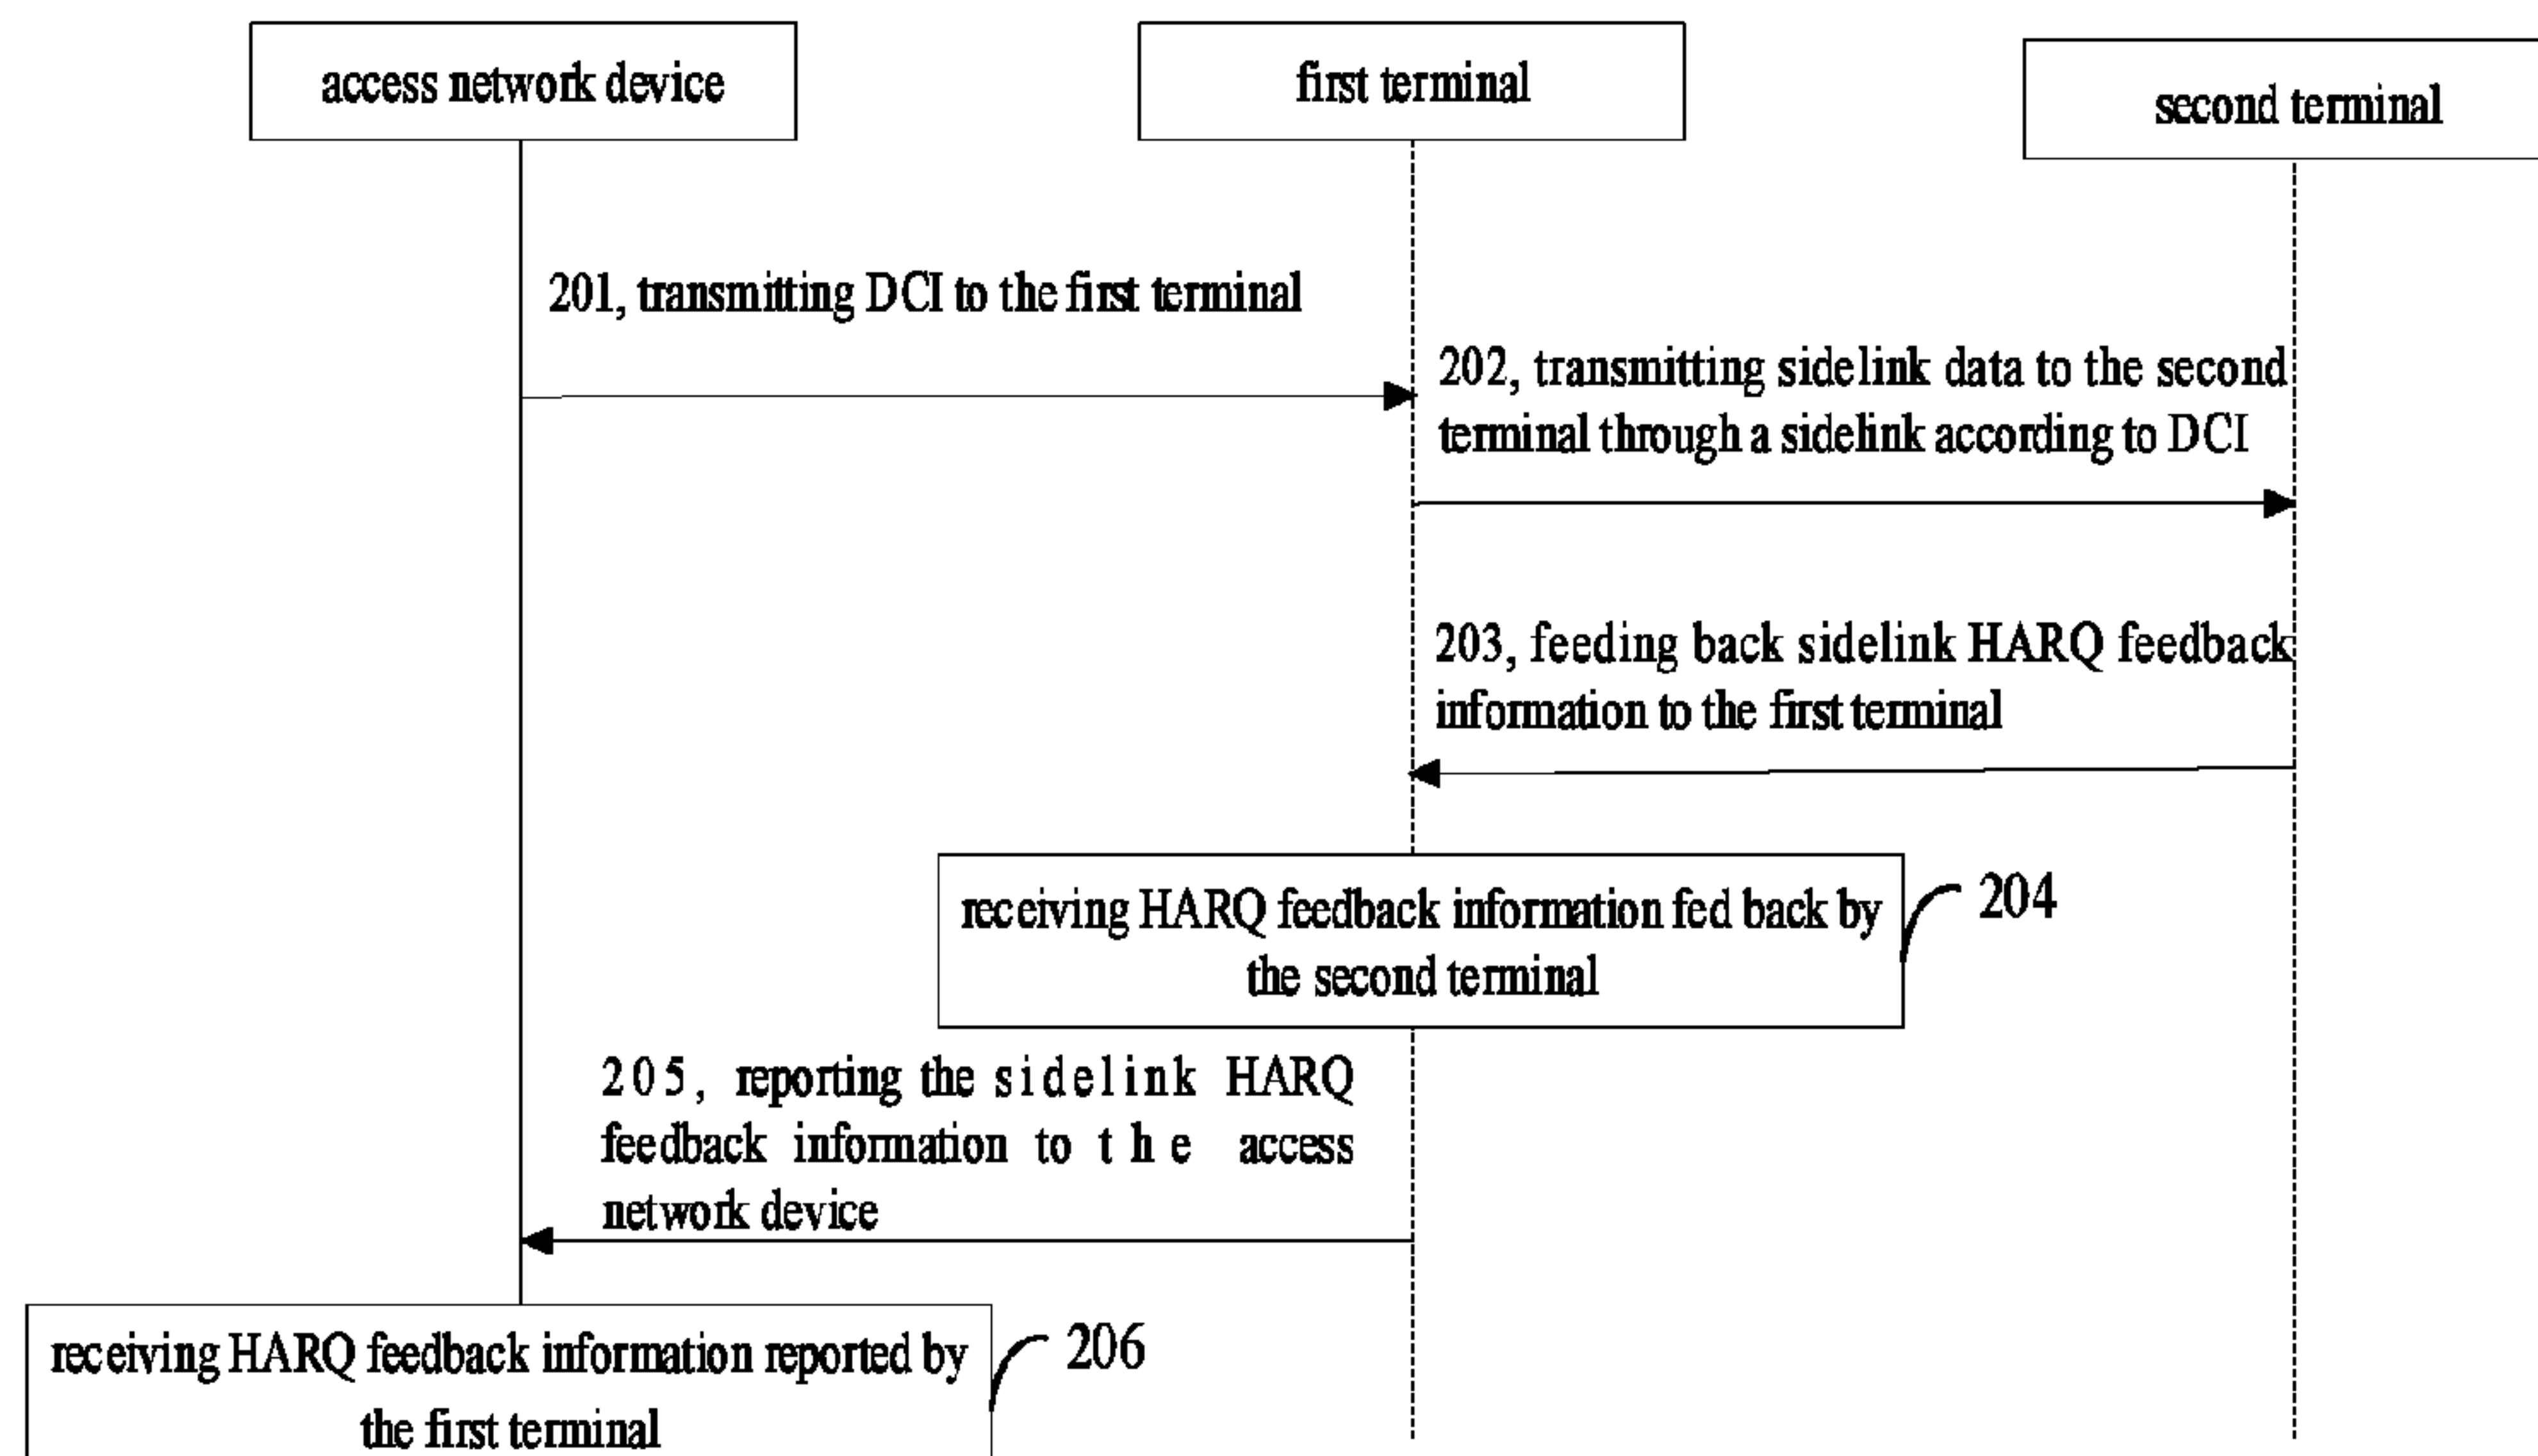 access network device
first terminal
second terminal
201, transmitting DCI to the first terminal
202, transmitting sidelink data to the second
terminal through a sidelink according to DCI
203, feeding back sidelink HARQ feedback
information to the first terminal
receiving HARQ feedback information fed back by
the second terminal
204
205, reporting the sidelink HARQ
feedback information to the access
network device
receiving HARQ feedback information reported by
the first terminal
206